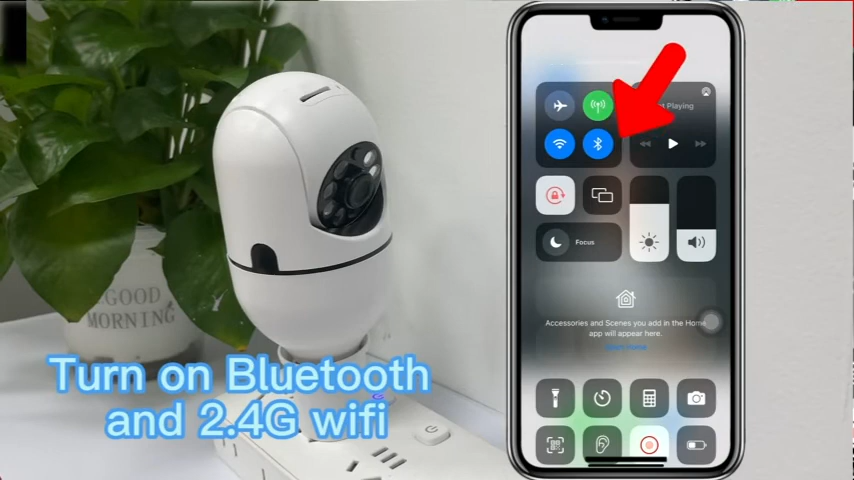 GOOD
MORNING
Turn on Bluetooth
and 2.4G wifi
Playing
Focus
Accessories and Scenes you add in the Home
app will appear here.